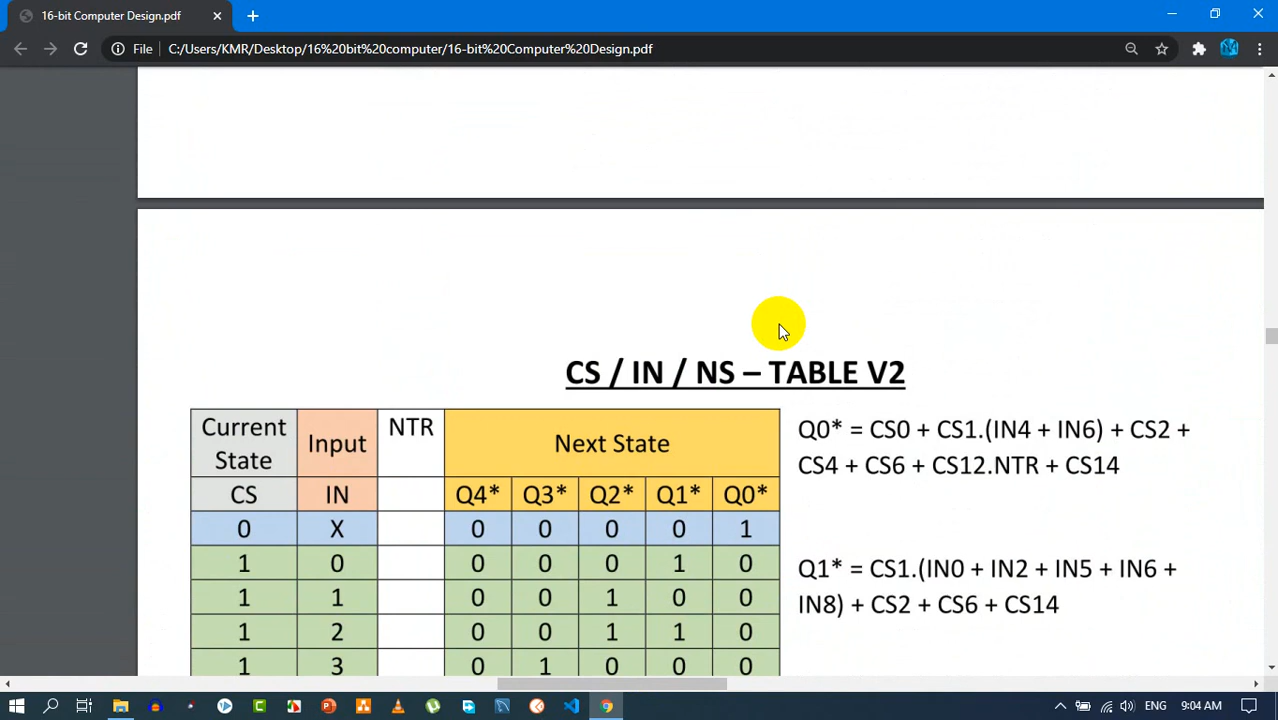 16-bit Computer Design.pdf
File
C:/Users/KMR/Desktop/16%20bit%20computer/16-bit%20Computer%20Design.pdf
CS / IN / NS – TABLE V2
Current State Input NTR Next State
CS IN Q4* Q3* Q2* Q1* Q0*
0 X 0 0 0 0 1
1 0 0 0 0 1 0
1 1 0 0 1 0 0
1 2 0 0 1 1 0
1 3 0 1 0 0 0
Q0* = CS0 + CS1.(IN4 + IN6) + CS2 +
CS4 + CS6 + CS12.NTR + CS14
Q1* = CS1.(IN0 + IN2 + IN5 + IN6 +
IN8) + CS2 + CS6 + CS14
ENG 9:04 AM